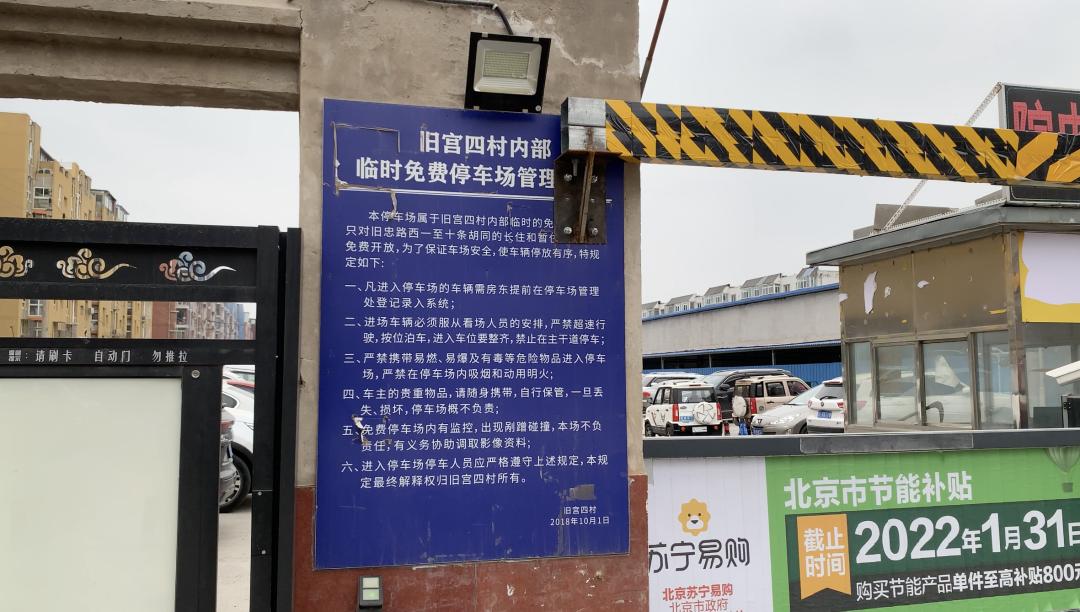 旧宫四村内部
临时免费停车场管理
本停车场属于旧宫四村内部临时的免
只对旧忠路西一至十条胡同的长住和暂住
免费开放，为了保证车场安全，使车辆停放有序，特规
定如下：
一、凡进入停车场的车辆需房东提前在停车场管理
处登记录入系统；
二、进场车辆必须服从看场人员的安排，严禁超速行
驶，按位泊车，进入车位要整齐，禁止在主干道停车；
三、严禁携带易燃、易爆及有毒等危险物品进入停车
场，严禁在停车场内吸烟和动用明火；
四、车主的贵重物品，请随身携带，自行保管，一旦丢
失、损坏，停车场概不负责；
五、免费停车场内有监控，出现剐蹭碰撞，本场不负
责任，有义务协助调取影像资料；
六、进入停车场停车人员应严格遵守上述规定，本规
定最终解释权归旧宫四村所有。
旧宫四村
2018年10月1日
请刷卡 自动门 勿推拉
苏宁易购
北京苏宁易购
北京市政府
北京市节能补贴
截止
时间
2022年1月31日
购买节能产品单件至高补贴800元